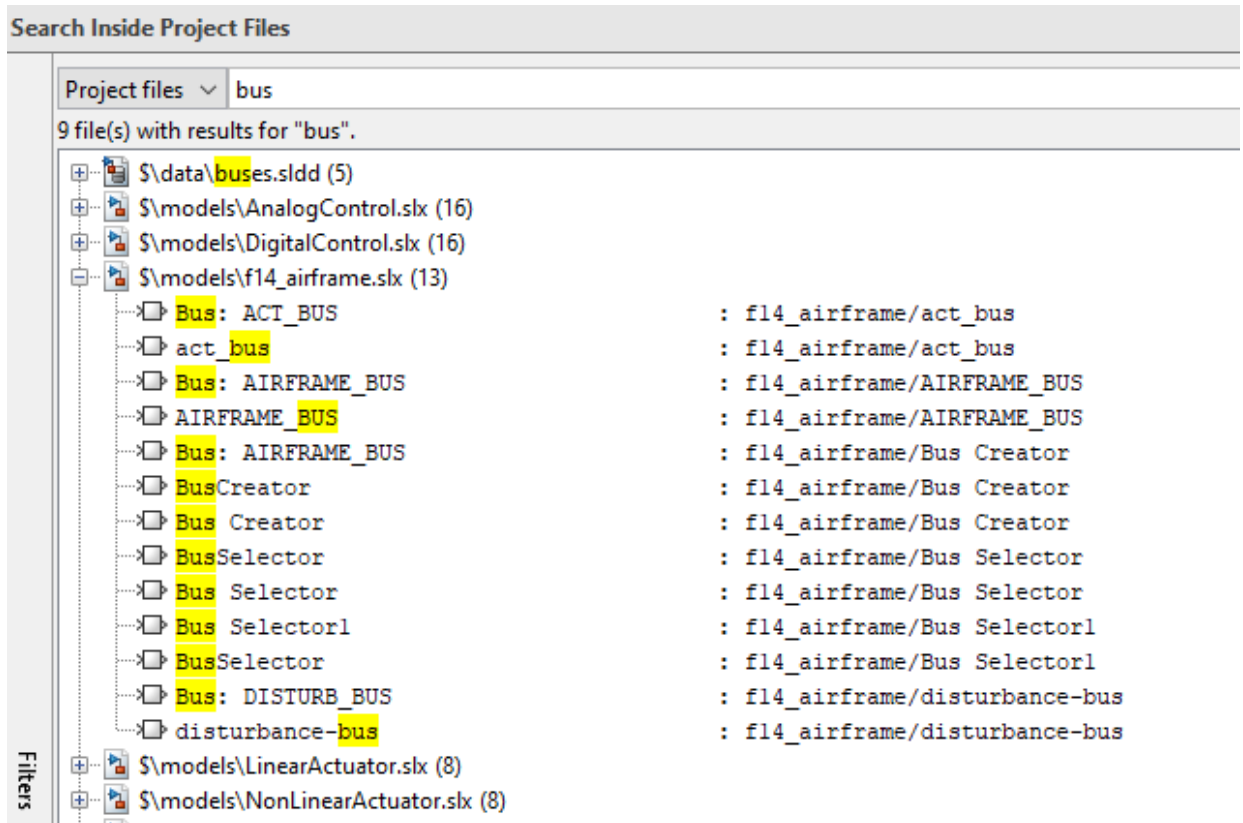 Search Inside Project Files
Project files bus
9 file(s) with results for "bus".
$\data\buses.sldd (5)
$\models\AnalogControl.slx (16)
$\models\DigitalControl.slx (16)
$\models\f14_airframe.slx (13)
Bus: ACT_BUS : f14_airframe/act_bus
act_bus : f14_airframe/act_bus
Bus: AIRFRAME_BUS : f14_airframe/AIRFRAME_BUS
AIRFRAME_BUS : f14_airframe/AIRFRAME_BUS
Bus: AIRFRAME_BUS : f14_airframe/Bus Creator
BusCreator : f14_airframe/Bus Creator
Bus Creator : f14_airframe/Bus Creator
BusSelector : f14_airframe/Bus Selector
Bus Selector : f14_airframe/Bus Selector
Bus Selector1 : f14_airframe/Bus Selector1
BusSelector : f14_airframe/Bus Selector1
Bus: DISTURB_BUS : f14_airframe/disturbance-bus
disturbance-bus : f14_airframe/disturbance-bus
$\models\LinearActuator.slx (8)
$\models\NonLinearActuator.slx (8)
Filters